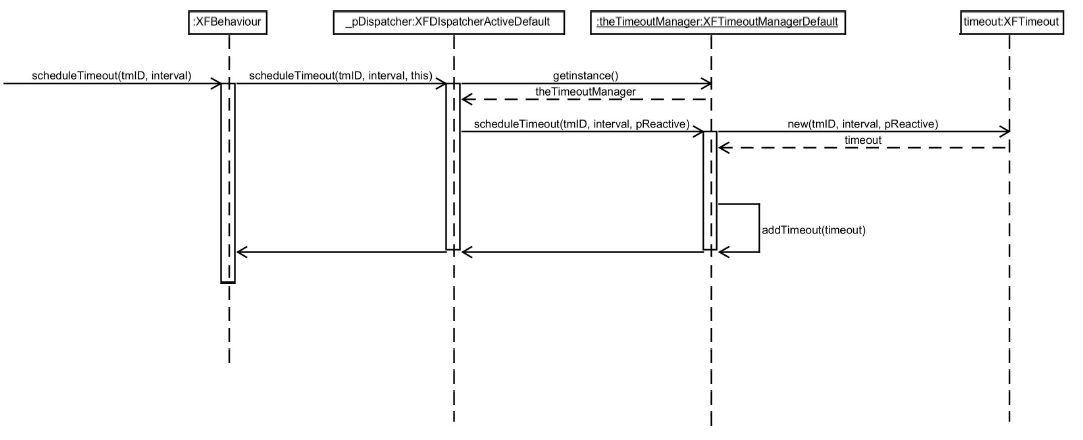 :XFBehaviour
_pDispatcher:XFDIspatcherActiveDefault
:theTimeoutManager:XFTimeoutManagerDefault
timeout:XFTimeout
scheduleTimeout(tmID, interval)
scheduleTimeout(tmID, interval, this)
getinstance()
theTimeoutManager
scheduleTimeout(tmID, interval, pReactive)
new(tmID, interval, pReactive)
timeout
addTimeout(timeout)